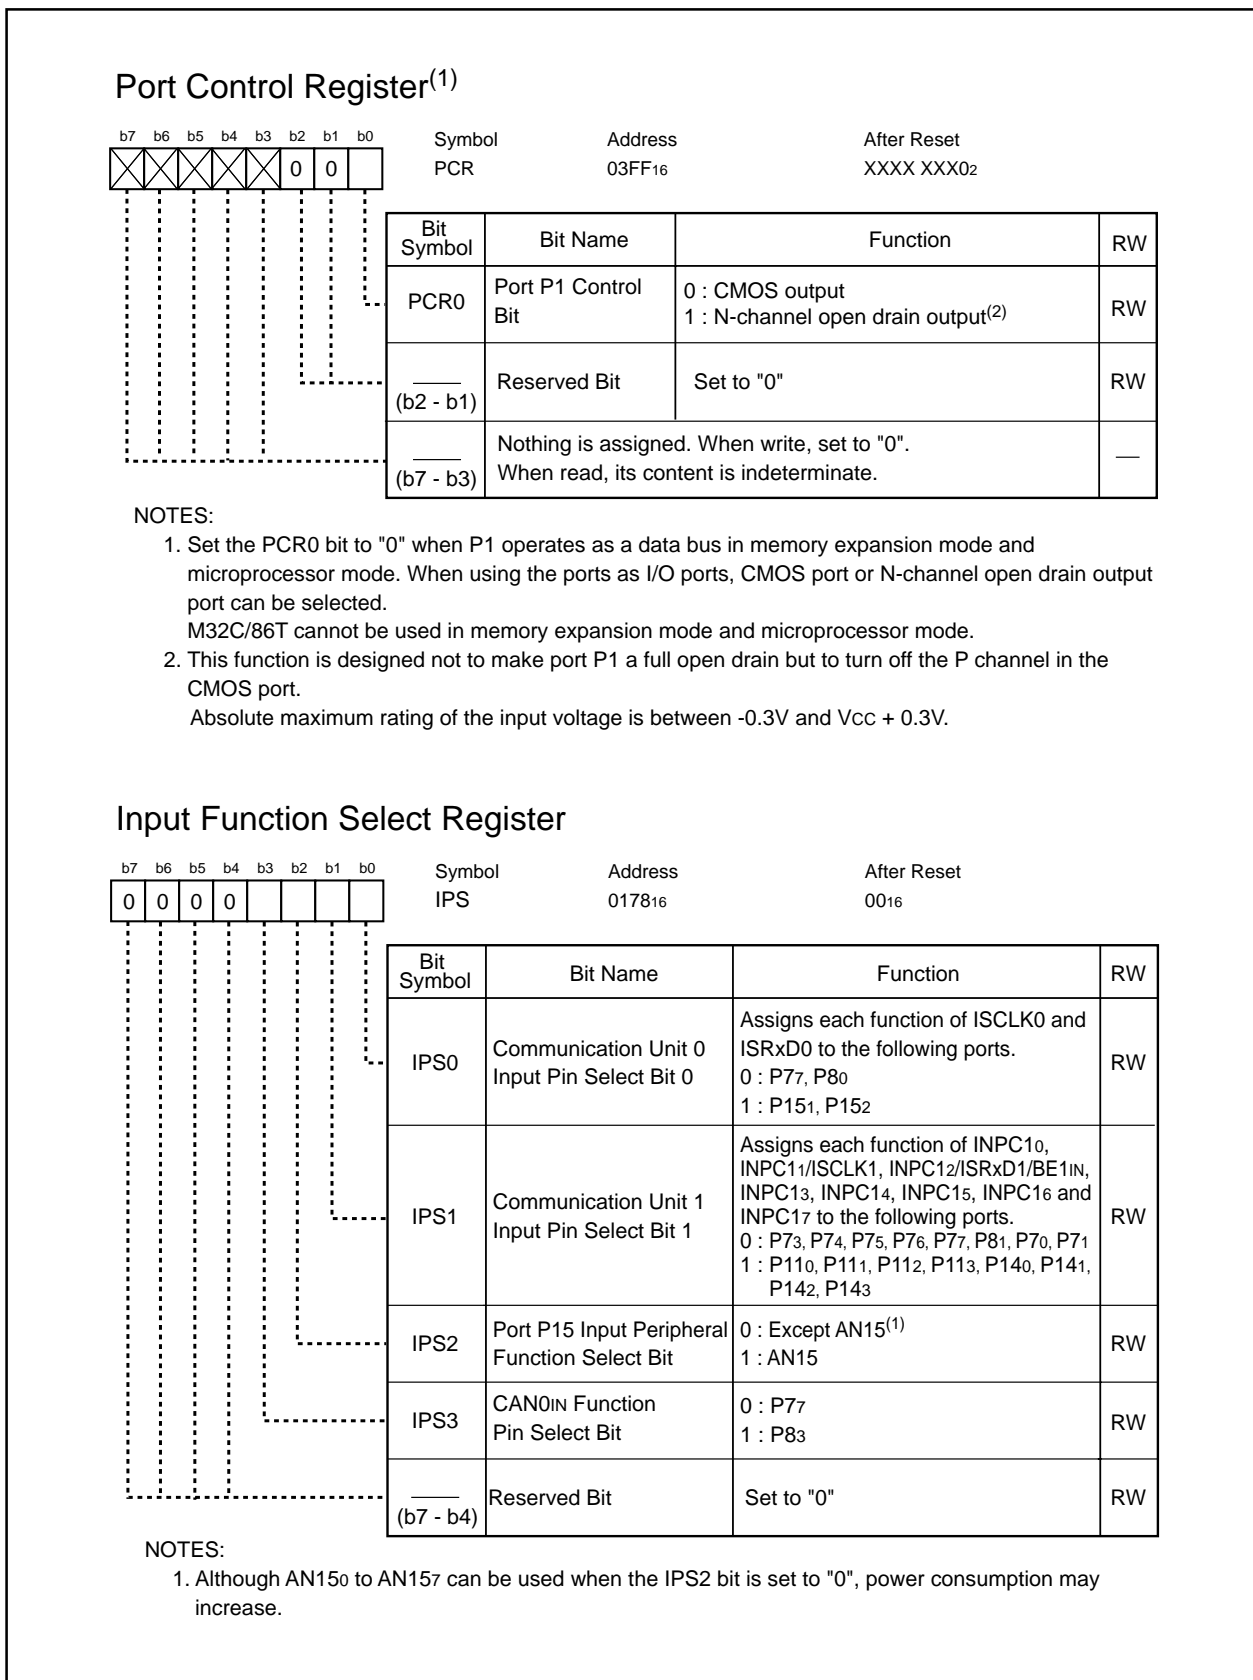 Port Control Register(1)
b7 b6 b5 b4 b3 b2 b1 b0 Symbol Address After Reset
0 0 PCR 03FF16 XXXX XXX02
Bit Symbol Bit Name Function RW
PCR0 Port P1 Control Bit 0 : CMOS output RW
1 : N-channel open drain output(2)
(b2 - b1) Reserved Bit Set to "0" RW
(b7 - b3) Nothing is assigned. When write, set to "0". —
When read, its content is indeterminate.
NOTES:
1. Set the PCR0 bit to "0" when P1 operates as a data bus in memory expansion mode and
microprocessor mode. When using the ports as I/O ports, CMOS port or N-channel open drain output
port can be selected.
M32C/86T cannot be used in memory expansion mode and microprocessor mode.
2. This function is designed not to make port P1 a full open drain but to turn off the P channel in the
CMOS port.
Absolute maximum rating of the input voltage is between -0.3V and VCC + 0.3V.
Input Function Select Register
b7 b6 b5 b4 b3 b2 b1 b0 Symbol Address After Reset
0 0 0 0 IPS 017816 0016
Bit Symbol Bit Name Function RW
IPS0 Communication Unit 0 Input Pin Select Bit 0 RW
Assigns each function of ISCLK0 and
ISRxD0 to the following ports.
0 : P77, P80
1 : P151, P152
IPS1 Communication Unit 1 Input Pin Select Bit 1 RW
Assigns each function of INPC10,
INPC11/ISCLK1, INPC12/ISRxD1/BE1IN,
INPC13, INPC14, INPC15, INPC16 and
INPC17 to the following ports.
0 : P73, P74, P75, P76, P77, P81, P70, P71
1 : P110, P111, P112, P113, P140, P141,
P142, P143
IPS2 Port P15 Input Peripheral Function Select Bit RW
0 : Except AN15(1)
1 : AN15
IPS3 CAN0IN Function Pin Select Bit RW
0 : P77
1 : P83
(b7 - b4) Reserved Bit Set to "0" RW
NOTES:
1. Although AN150 to AN157 can be used when the IPS2 bit is set to "0", power consumption may
increase.